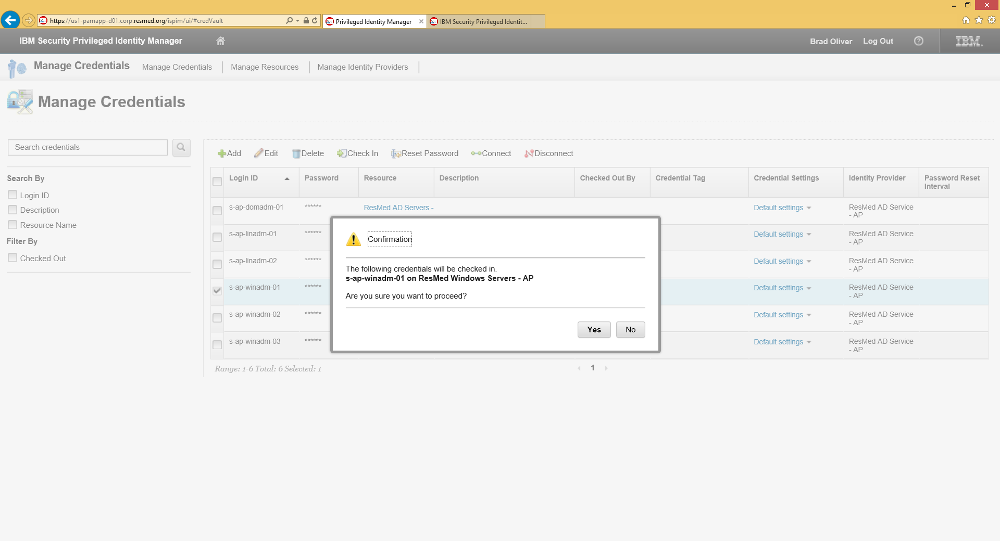 https://us1-pamapp-d01.corp.resmed.org/ispim/ui/#credVault
Privileged Identity Manager
IBM Security Privileged Identit...
IBM Security Privileged Identity Manager
Brad Oliver
Log Out
IBM
Manage Credentials
Manage Credentials
Manage Resources
Manage Identity Providers
Manage Credentials
Search credentials
Search By
Login ID
Description
Resource Name
Filter By
Checked Out
Add
Edit
Delete
Check In
Reset Password
Connect
Disconnect
Login ID
Password
Resource
Description
Checked Out By
Credential Tag
Credential Settings
Identity Provider
Password Reset
Interval
s-ap-domadm-01
******
ResMed AD Servers -
Default settings
ResMed AD Service
- AP
s-ap-linadm-01
******
Default settings
ResMed AD Service
- AP
s-ap-linadm-02
******
Default settings
ResMed AD Service
- AP
s-ap-winadm-01
******
Default settings
ResMed AD Service
- AP
s-ap-winadm-02
******
Default settings
ResMed AD Service
- AP
s-ap-winadm-03
******
Default settings
ResMed AD Service
- AP
Range: 1-6 Total: 6 Selected: 1
1
Confirmation
The following credentials will be checked in.
s-ap-winadm-01 on ResMed Windows Servers - AP
Are you sure you want to proceed?
Yes
No